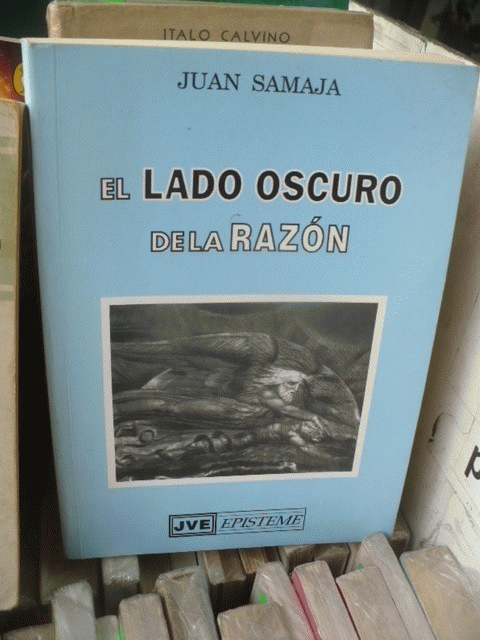 ITALO CALVINO
JUAN SAMAJA
EL LADO OSCURO
DE LA RAZÓN
JVE EPISTEME